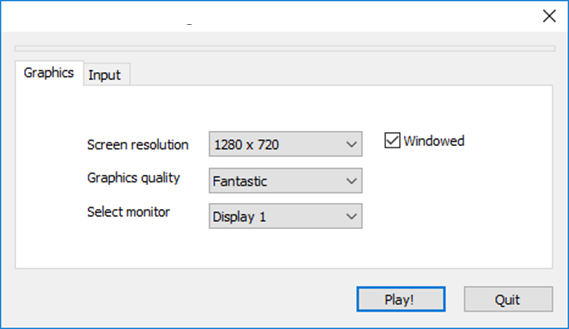 Graphics Input
Screen resolution 1280 x 720 Windowed
Graphics quality Fantastic
Select monitor Display 1
Play! Quit